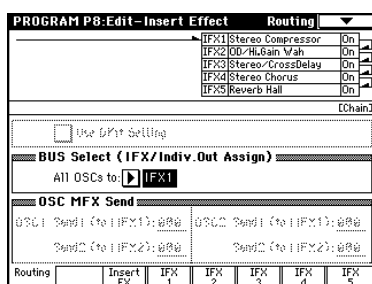 PROGRAM P8:Edit-Insert Effect Routing
IFX1 Stereo Compressor On
IFX2 OD/Hi.Gain Wah On
IFX3 Stereo/CrossDelay On
IFX4 Stereo Chorus On
IFX5 Reverb Hall On
[Chain]
Use DKit Setting
BUS Select (IFX/Indiv.Out Assign)
All OSCs to: IFX1
OSC MFX Send
OSC1 Send1 (to MFX1):000 OSC2 Send1 (to MFX1):000
Send2 (to MFX2):000 Send2 (to MFX2):000
Routing Insert FX IFX 1 IFX 2 IFX 3 IFX 4 IFX 5